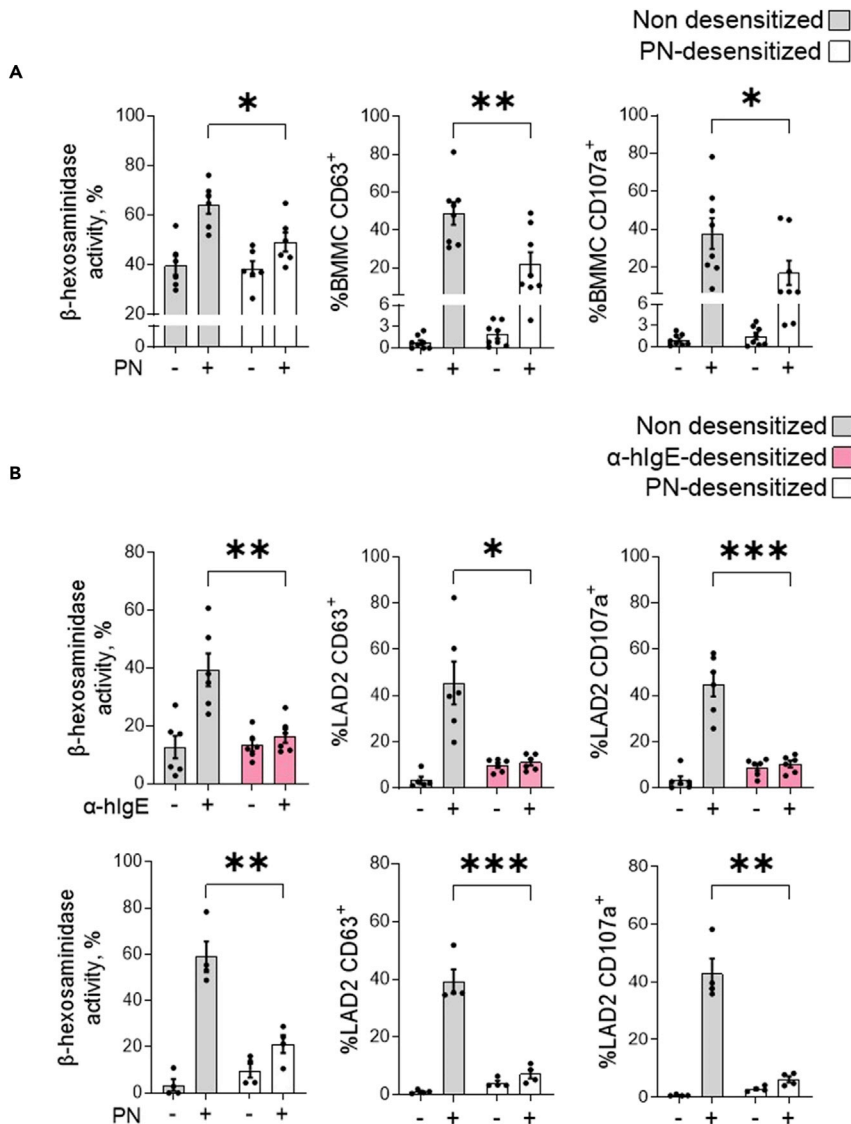 Non desensitized
PN-desensitized
A
β-hexosaminidase
activity, %
100
80
60
40
20
0
*
PN - + - +
%BMMC CD63⁺
100
80
60
40
20
6
3
0
**
- + - +
%BMMC CD107a⁺
100
80
60
40
20
6
3
0
*
- + - +
Non desensitized
α-hIgE-desensitized
PN-desensitized
B
β-hexosaminidase
activity, %
80
60
40
20
0
**
α-hIgE - + - +
%LAD2 CD63⁺
100
80
60
40
20
0
*
- + - +
%LAD2 CD107a⁺
100
80
60
40
20
0
***
- + - +
β-hexosaminidase
activity, %
100
80
60
40
20
0
**
PN - + - +
%LAD2 CD63⁺
80
60
40
20
0
***
- + - +
%LAD2 CD107a⁺
80
60
40
20
0
**
- + - +